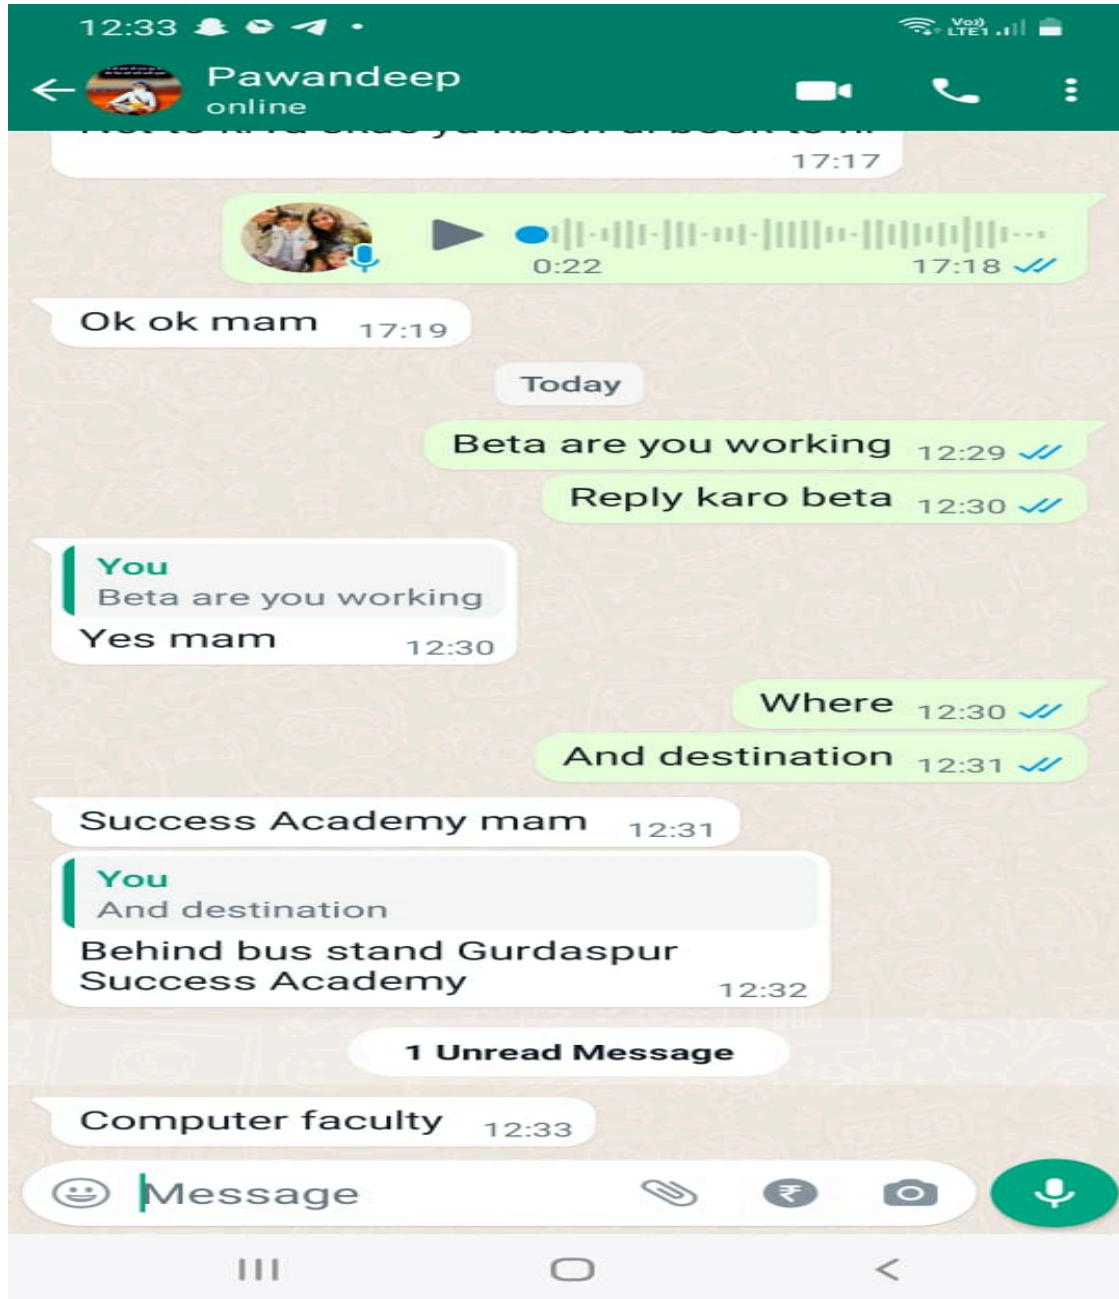 12:33
Vo))
LTE1
Pawandeep
online
17:17
0:22
17:18
Ok ok mam 17:19
Today
Beta are you working 12:29
Reply karo beta 12:30
You
Beta are you working
Yes mam 12:30
Where 12:30
And destination 12:31
Success Academy mam 12:31
You
And destination
Behind bus stand Gurdaspur
Success Academy 12:32
1 Unread Message
Computer faculty 12:33
Message